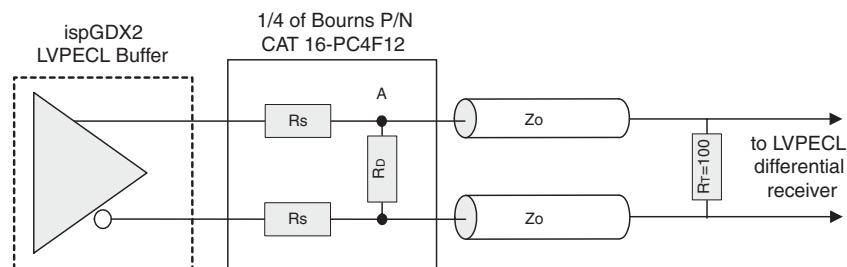 ispGDX2
LVPECL Buffer
1/4 of Bourns P/N
CAT 16-PC4F12
A
Rs
Zo
RD
RT=100
to LVPECL
differential
receiver
Rs
Zo